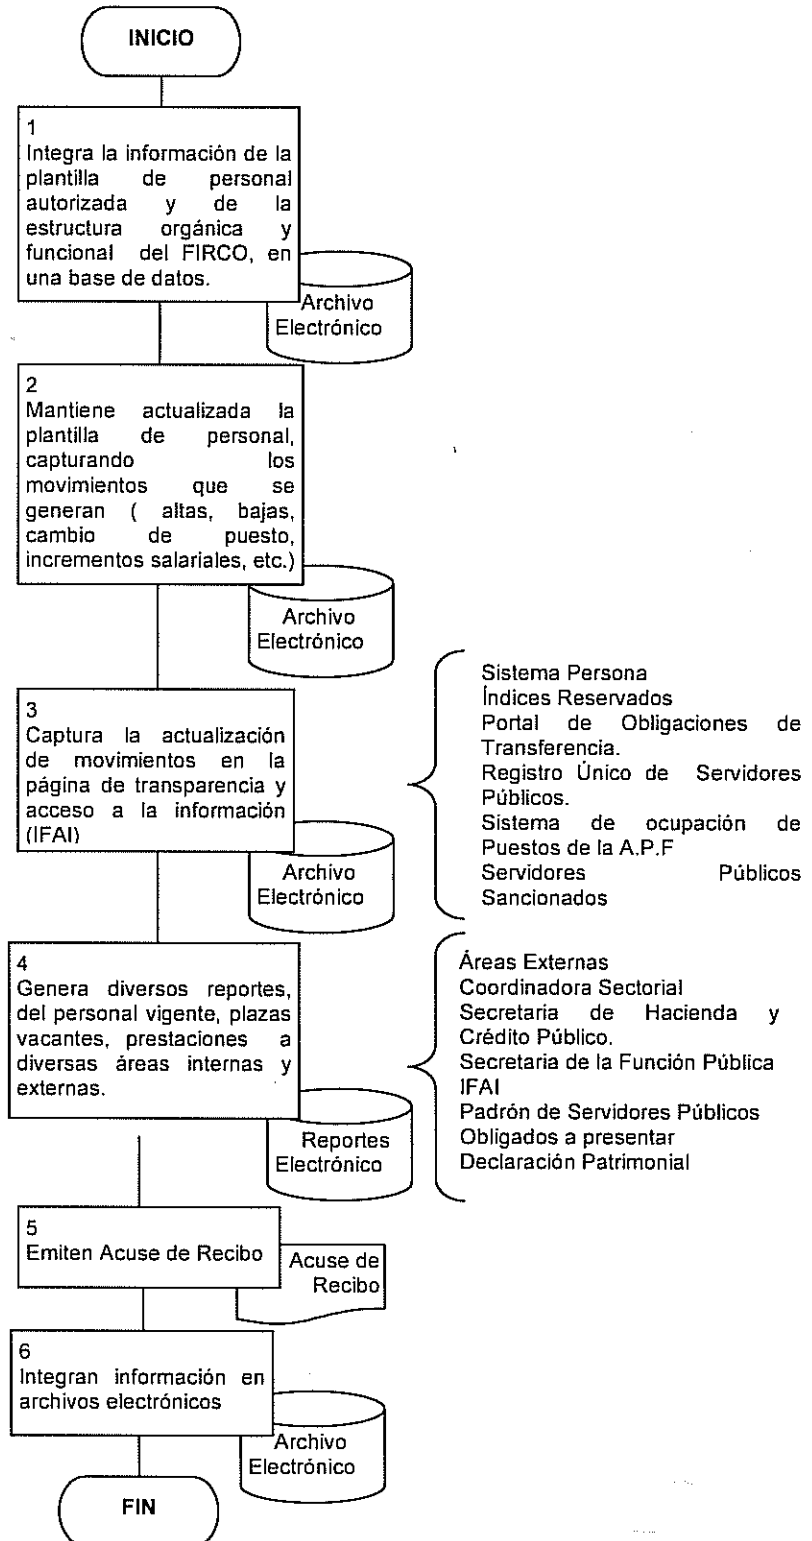 INICIO
1
Integra la información de la
plantilla de personal
autorizada y de la
estructura orgánica y
funcional del FIRCO, en
una base de datos.
Archivo
Electrónico
2
Mantiene actualizada la
plantilla de personal,
capturando los
movimientos que se
generan ( altas, bajas,
cambio de puesto,
incrementos salariales, etc.)
Archivo
Electrónico
3
Captura la actualización
de movimientos en la
página de transparencia y
acceso a la información
(IFAI)
Archivo
Electrónico
Sistema Persona
Índices Reservados
Portal de Obligaciones de
Transferencia.
Registro Único de Servidores
Públicos.
Sistema de ocupación de
Puestos de la A.P.F
Servidores Públicos
Sancionados
4
Genera diversos reportes,
del personal vigente, plazas
vacantes, prestaciones a
diversas áreas internas y
externas.
Reportes
Electrónico
Áreas Externas
Coordinadora Sectorial
Secretaria de Hacienda y
Crédito Público.
Secretaria de la Función Pública
IFAI
Padrón de Servidores Públicos
Obligados a presentar
Declaración Patrimonial
5
Emiten Acuse de Recibo
Acuse de
Recibo
6
Integran información en
archivos electrónicos
Archivo
Electrónico
FIN